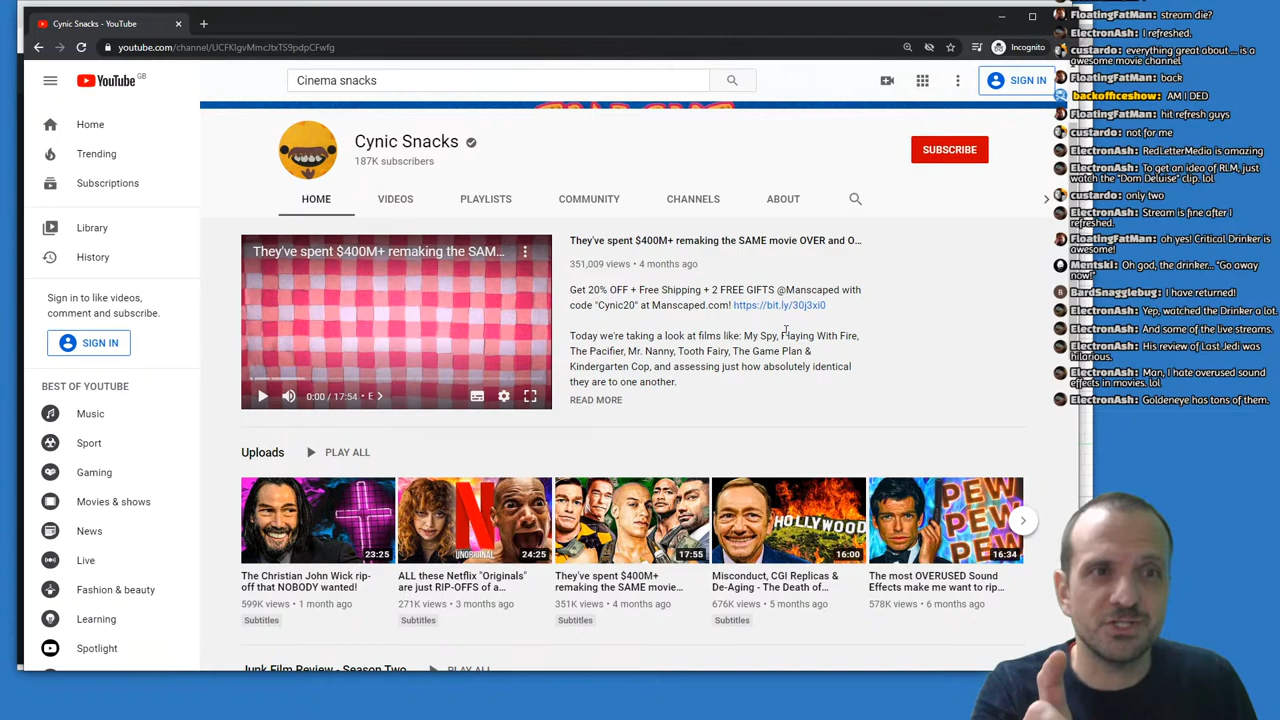 Cynic Snacks - YouTube
youtube.com/channel/UCFKIgvMmcJtxTS9pdpCFwfg
Incognito
YouTube GB
Cinema snacks
SIGN IN
Home
Trending
Subscriptions
Library
History
Sign in to like videos,
comment and subscribe.
SIGN IN
BEST OF YOUTUBE
Music
Sport
Gaming
Movies & shows
News
Live
Fashion & beauty
Learning
Spotlight
Cynic Snacks
187K subscribers
SUBSCRIBE
HOME
VIDEOS
PLAYLISTS
COMMUNITY
CHANNELS
ABOUT
They've spent $400M+ remaking the SAM...
0:00 / 17:54 • E
They've spent $400M+ remaking the SAME movie OVER and O...
351,009 views • 4 months ago
Get 20% OFF + Free Shipping + 2 FREE GIFTS @Manscaped with
code "Cynic20" at Manscaped.com! https://bit.ly/30j3xi0
Today we're taking a look at films like: My Spy, Playing With Fire,
The Pacifier, Mr. Nanny, Tooth Fairy, The Game Plan &
Kindergarten Cop, and assessing just how absolutely identical
they are to one another.
READ MORE
Uploads
PLAY ALL
23:25
The Christian John Wick rip-
off that NOBODY wanted!
599K views • 1 month ago
Subtitles
N
UNORIGINAL
24:25
ALL these Netflix "Originals"
are just RIP-OFFS of a...
271K views • 3 months ago
Subtitles
17:55
They've spent $400M+
remaking the SAME movie...
351K views • 4 months ago
Subtitles
HOLLYWOOD
16:00
Misconduct, CGI Replicas &
De-Aging - The Death of...
676K views • 5 months ago
Subtitles
PEW
PEW
PEW
16:34
The most OVERUSED Sound
Effects make me want to rip...
578K views • 6 months ago
Junk Film Review - Season Two
PLAY ALL
FloatingFatMan: stream die?
ElectronAsh: I refreshed.
custardo: everything great about ... is a
awesome movie channel
FloatingFatMan: back
backofficeshow: AM I DED
FloatingFatMan: hit refresh guys
custardo: not for me
ElectronAsh: RedLetterMedia is amazing
ElectronAsh: To get an idea of RLM, just
watch the "Dom Deluise" clip. lol
custardo: only two
ElectronAsh: Stream is fine after I
refreshed.
FloatingFatMan: oh yes! Critical Drinker is
awesome!
Mentski: Oh god, the drinker... "Go away
now!"
BardSnagglebug: I have returned!
ElectronAsh: Yep, watched the Drinker a lot.
ElectronAsh: And some of the live streams.
ElectronAsh: His review of Last Jedi was
hilarious.
ElectronAsh: Man, I hate overused sound
effects in movies. lol
ElectronAsh: Goldeneye has tons of them.